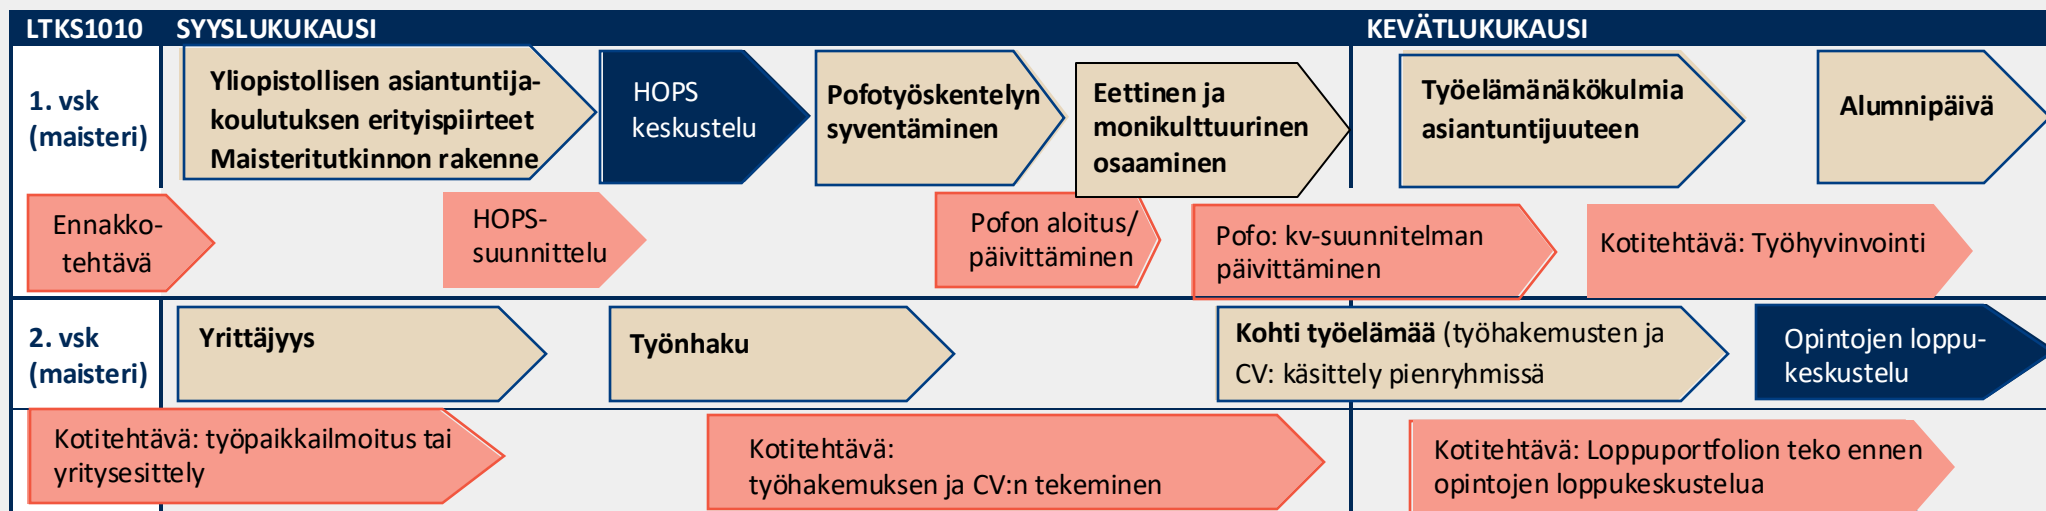 LTKS1010 SYYSLUKUKAUSI KEVÄTLUKUKAUSI
1. vsk
(maisteri)
Yliopistollisen asiantuntija-
koulutuksen erityispiirteet
Maisteritutkinnon rakenne
HOPS
keskustelu
Pofotyöskentelyn
syventäminen
Eettinen ja
monikulttuurinen
osaaminen
Työelämänäkökulmia
asiantuntijuuteen
Alumnipäivä
Ennakko-
tehtävä
HOPS-
suunnittelu
Pofon aloitus/
päivittäminen
Pofo: kv-suunnitelman
päivittäminen
Kotitehtävä: Työhyvinvointi
2. vsk
(maisteri)
Yrittäjyys
Työnhaku
Kohti työelämää (työhakemusten ja
CV: käsittely pienryhmissä
Opintojen loppu-
keskustelu
Kotitehtävä: työpaikkailmoitus tai
yritysesittely
Kotitehtävä:
työhakemuksen ja CV:n tekeminen
Kotitehtävä: Loppuportfolion teko ennen
opintojen loppukeskustelua